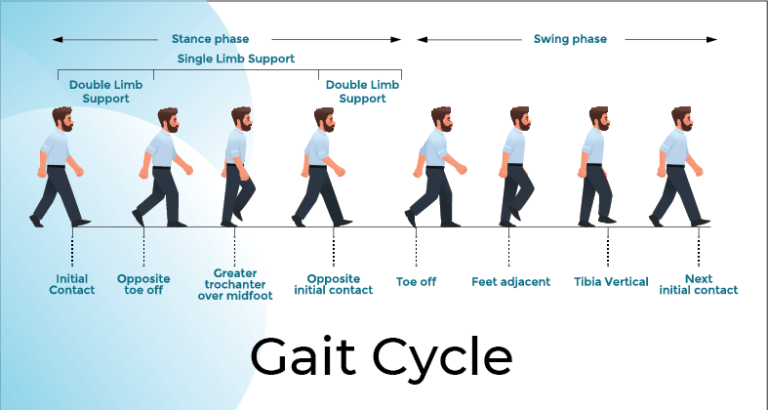 Stance phase
Swing phase
Single Limb Support
Double Limb
Support
Double Limb
Support
Initial
Contact
Opposite
toe off
Greater
trochanter
over midfoot
Opposite
initial contact
Toe off
Feet adjacent
Tibia Vertical
Next
initial contact
Gait Cycle